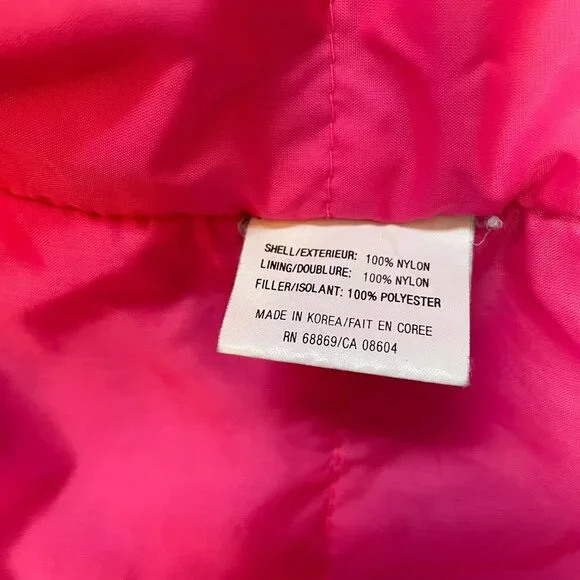 SHELL/EXTERIEUR: 100% NYLON
LINING/DOUBLURE: 100% NYLON
FILLER/ISOLANT: 100% POLYESTER
MADE IN KOREA/FAIT EN COREE
RN 68869/CA 08604